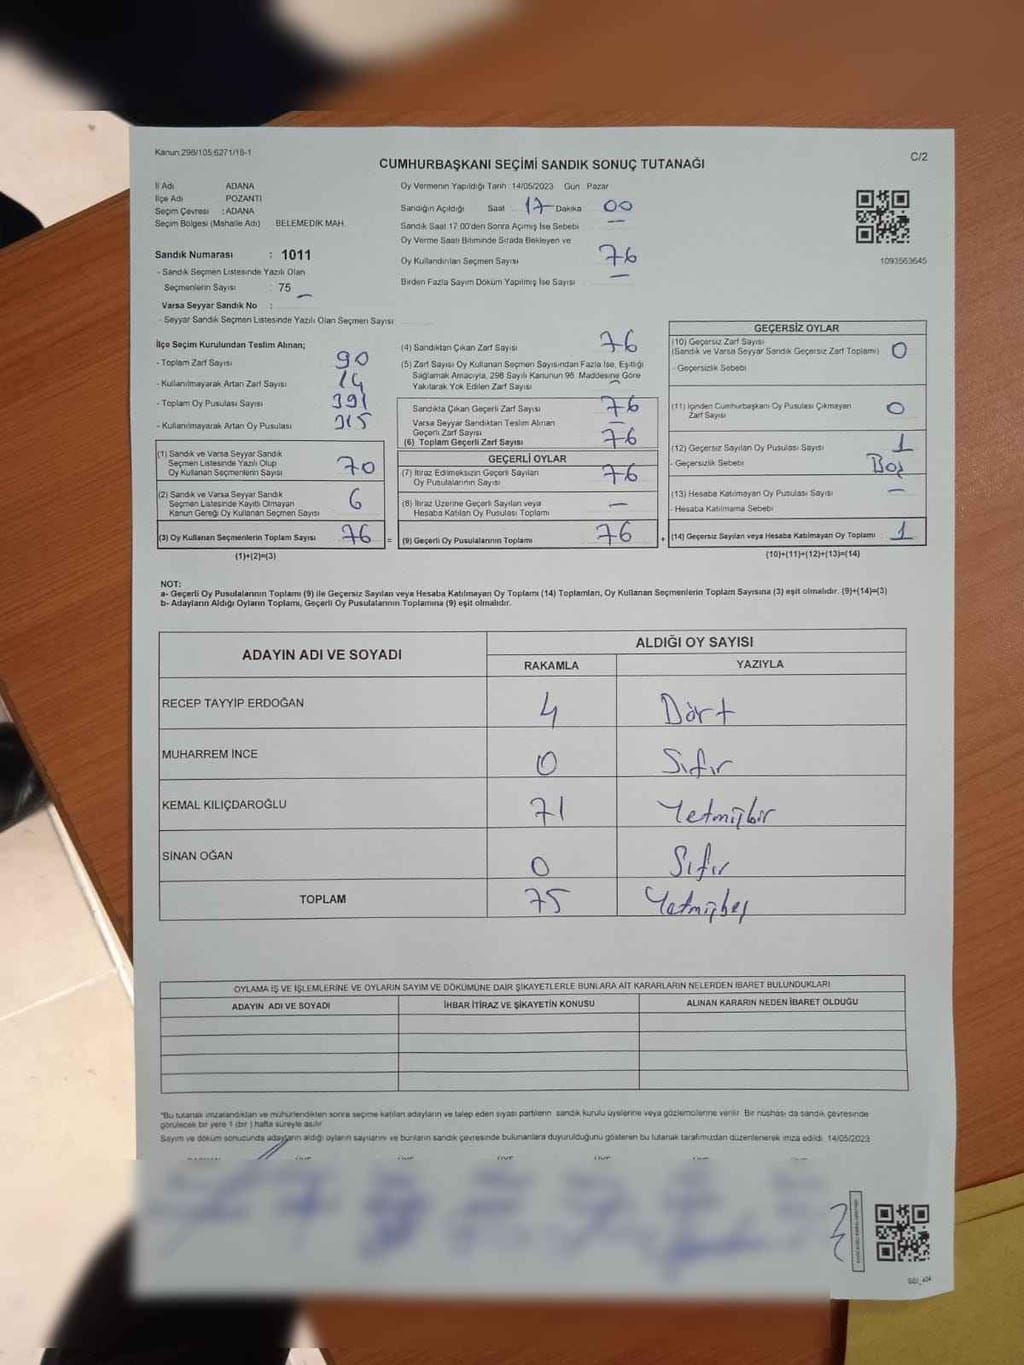 Kanun:298/105;6271/18-1
CUMHURBAŞKANI SEÇİMİ SANDIK SONUÇ TUTANAĞI
C/2
İl Adı ADANA
İlçe Adı POZANTI
Seçim Çevresi : ADANA
Seçim Bölgesi (Mahalle Adı) BELEMEDİK MAH.
Oy Vermenin Yapıldığı Tarih 14/05/2023 Gün Pazar
Sandığın Açıldığı Saat 17 Dakika 00
Sandık Saat 17:00'den Sonra Açımış İse Sebebi —
Oy Verme Saati Bitiminde Sırada Bekleyen ve
Oy Kullandırılan Seçmen Sayısı 76
Birden Fazla Sayım Döküm Yapılmış İse Sayısı —
1093563645
Sandık Numarası : 1011
- Sandık Seçmen Listesinde Yazılı Olan
Seçmenlerin Sayısı : 75
Varsa Seyyar Sandık No : —
- Seyyar Sandık Seçmen Listesinde Yazılı Olan Seçmen Sayısı
İlçe Seçim Kurulundan Teslim Alınan;
- Toplam Zarf Sayısı 90
- Kullanılmayarak Artan Zarf Sayısı 14
- Toplam Oy Pusulası Sayısı 391
- Kullanılmayarak Artan Oy Pusulası 315
(1) Sandık ve Varsa Seyyar Sandık
Seçmen Listesinde Yazılı Olup
Oy Kullanan Seçmenlerin Sayısı 70
(2) Sandık ve Varsa Seyyar Sandık
Seçmen Listesinde Kayıtlı Olmayan
Kanun Gereği Oy Kullanan Seçmen Sayısı 6
(3) Oy Kullanan Seçmenlerin Toplam Sayısı 76 =
(1)+(2)=(3)
(4) Sandıktan Çıkan Zarf Sayısı 76
(5) Zarf Sayısı Oy Kullanan Seçmen Sayısından Fazla İse, Eşitliği
Sağlamak Amacıyla, 298 Sayılı Kanunun 98. Maddesine Göre
Yakılarak Yok Edilen Zarf Sayısı —
Sandıkta Çıkan Geçerli Zarf Sayısı 76
Varsa Seyyar Sandıktan Teslim Alınan
Geçerli Zarf Sayısı —
(6) Toplam Geçerli Zarf Sayısı 76
GEÇERLİ OYLAR
(7) İtiraz Edilmeksizin Geçerli Sayılan
Oy Pusulalarının Sayısı 76
(8) İtiraz Üzerine Geçerli Sayılan veya
Hesaba Katılan Oy Pusulası Toplamı —
(9) Geçerli Oy Pusulalarının Toplamı 76 +
GEÇERSİZ OYLAR
(10) Geçersiz Zarf Sayısı
(Sandık ve Varsa Seyyar Sandık Geçersiz Zarf Toplamı) 0
- Geçersizlik Sebebi
(11) İçinden Cumhurbaşkanı Oy Pusulası Çıkmayan
Zarf Sayısı 0
(12) Geçersiz Sayılan Oy Pusulası Sayısı 1
- Geçersizlik Sebebi Boş
(13) Hesaba Katılmayan Oy Pusulası Sayısı —
- Hesaba Katılmama Sebebi
(14) Geçersiz Sayılan veya Hesaba Katılmayan Oy Toplamı 1
(10)+(11)+(12)+(13)=(14)
NOT:
a- Geçerli Oy Pusulalarının Toplamı (9) ile Geçersiz Sayılan veya Hesaba Katılmayan Oy Toplamı (14) Toplamları, Oy Kullanan Seçmenlerin Toplam Sayısına (3) eşit olmalıdır. (9)+(14)=(3)
b- Adayların Aldığı Oyların Toplamı, Geçerli Oy Pusulalarının Toplamına (9) eşit olmalıdır.
ADAYIN ADI VE SOYADI
ALDIĞI OY SAYISI
RAKAMLA YAZIYLA
RECEP TAYYİP ERDOĞAN 4 Dört
MUHARREM İNCE 0 Sıfır
KEMAL KILIÇDAROĞLU 71 Yetmişbir
SİNAN OĞAN 0 Sıfır
TOPLAM 75 Yetmişbeş
OYLAMA İŞ VE İŞLEMLERİNE VE OYLARIN SAYIM VE DÖKÜMÜNE DAİR ŞİKAYETLERLE BUNLARA AİT KARARLARIN NELERDEN İBARET BULUNDUKLARI
ADAYIN ADI VE SOYADI İHBAR İTİRAZ VE ŞİKAYETİN KONUSU ALINAN KARARIN NEDEN İBARET OLDUĞU
*Bu tutanak imzalandıktan ve mühürlendikten sonra seçime katılan adayların ve talep eden siyasi partilerin sandık kurulu üyelerine veya gözlemcilerine verilir. Bir nüshası da sandık çevresinde
görülecek bir yere 1 (bir) hafta süreyle asılır.
Sayım ve döküm sonucunda adayların aldığı oyların sayılarını ve bunların sandık çevresinde bulunanlara duyurulduğunu gösteren bu tutanak tarafımızdan düzenlenerek imza edildi. 14/05/2023